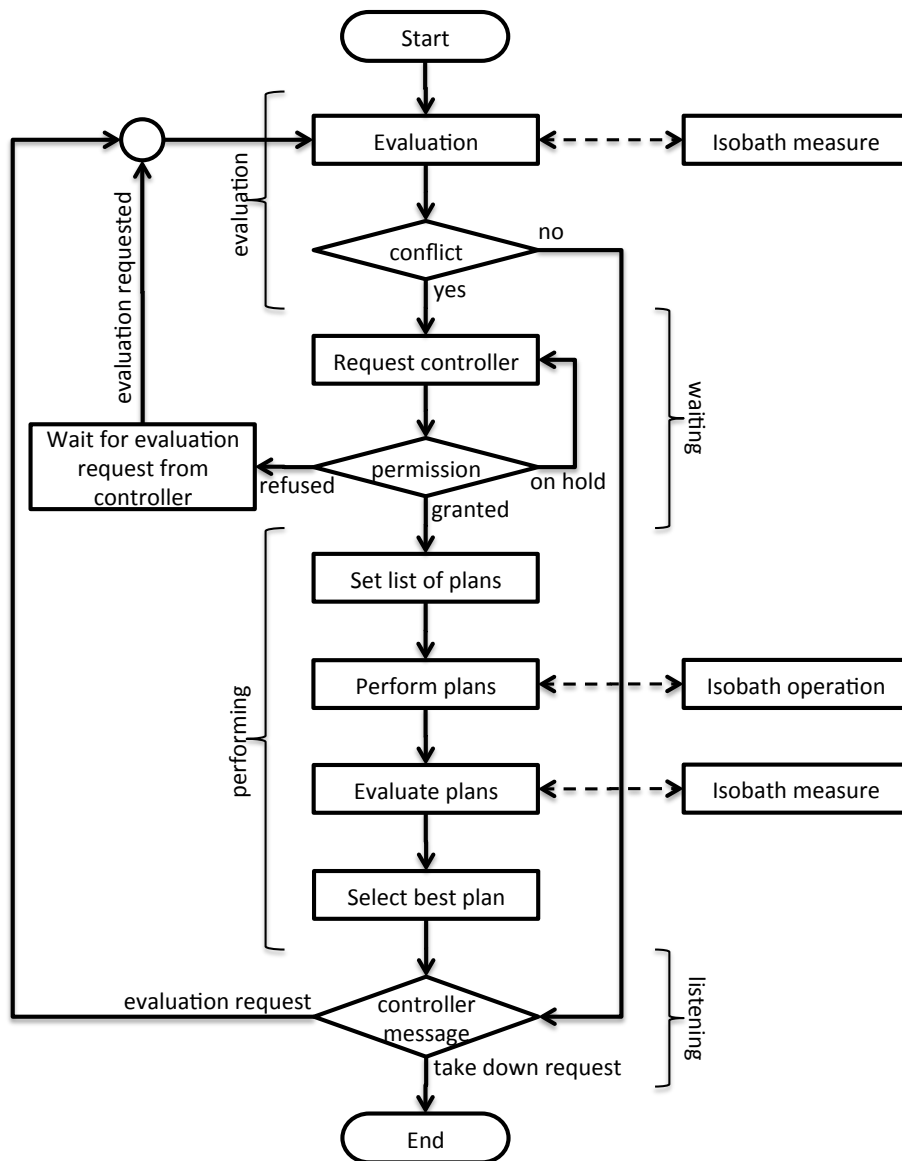 Start
Evaluation
Isobath measure
evaluation
conflict
no
yes
evaluation requested
Request controller
waiting
Wait for evaluation
request from
controller
permission
refused
on hold
granted
Set list of plans
Perform plans
Isobath operation
performing
Evaluate plans
Isobath measure
Select best plan
evaluation request
controller
message
listening
take down request
End